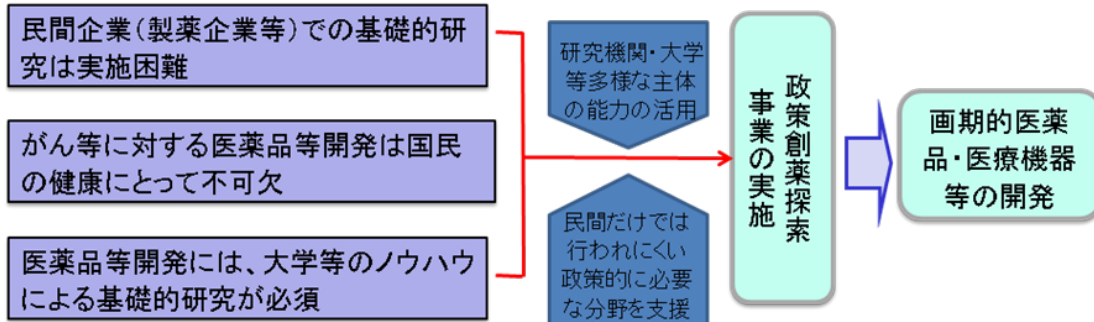 民間企業(製薬企業等)での基礎的研
究は実施困難
がん等に対する医薬品等開発は国民
の健康にとって不可欠
医薬品等開発には、大学等のノウハウ
による基礎的研究が必須
研究機関・大学
等多様な主体
の能力の活用
民間だけでは
行われにくい
政策的に必要
な分野を支援
政策創薬探索
事業の実施
画期的医薬
品・医療機器
等の開発